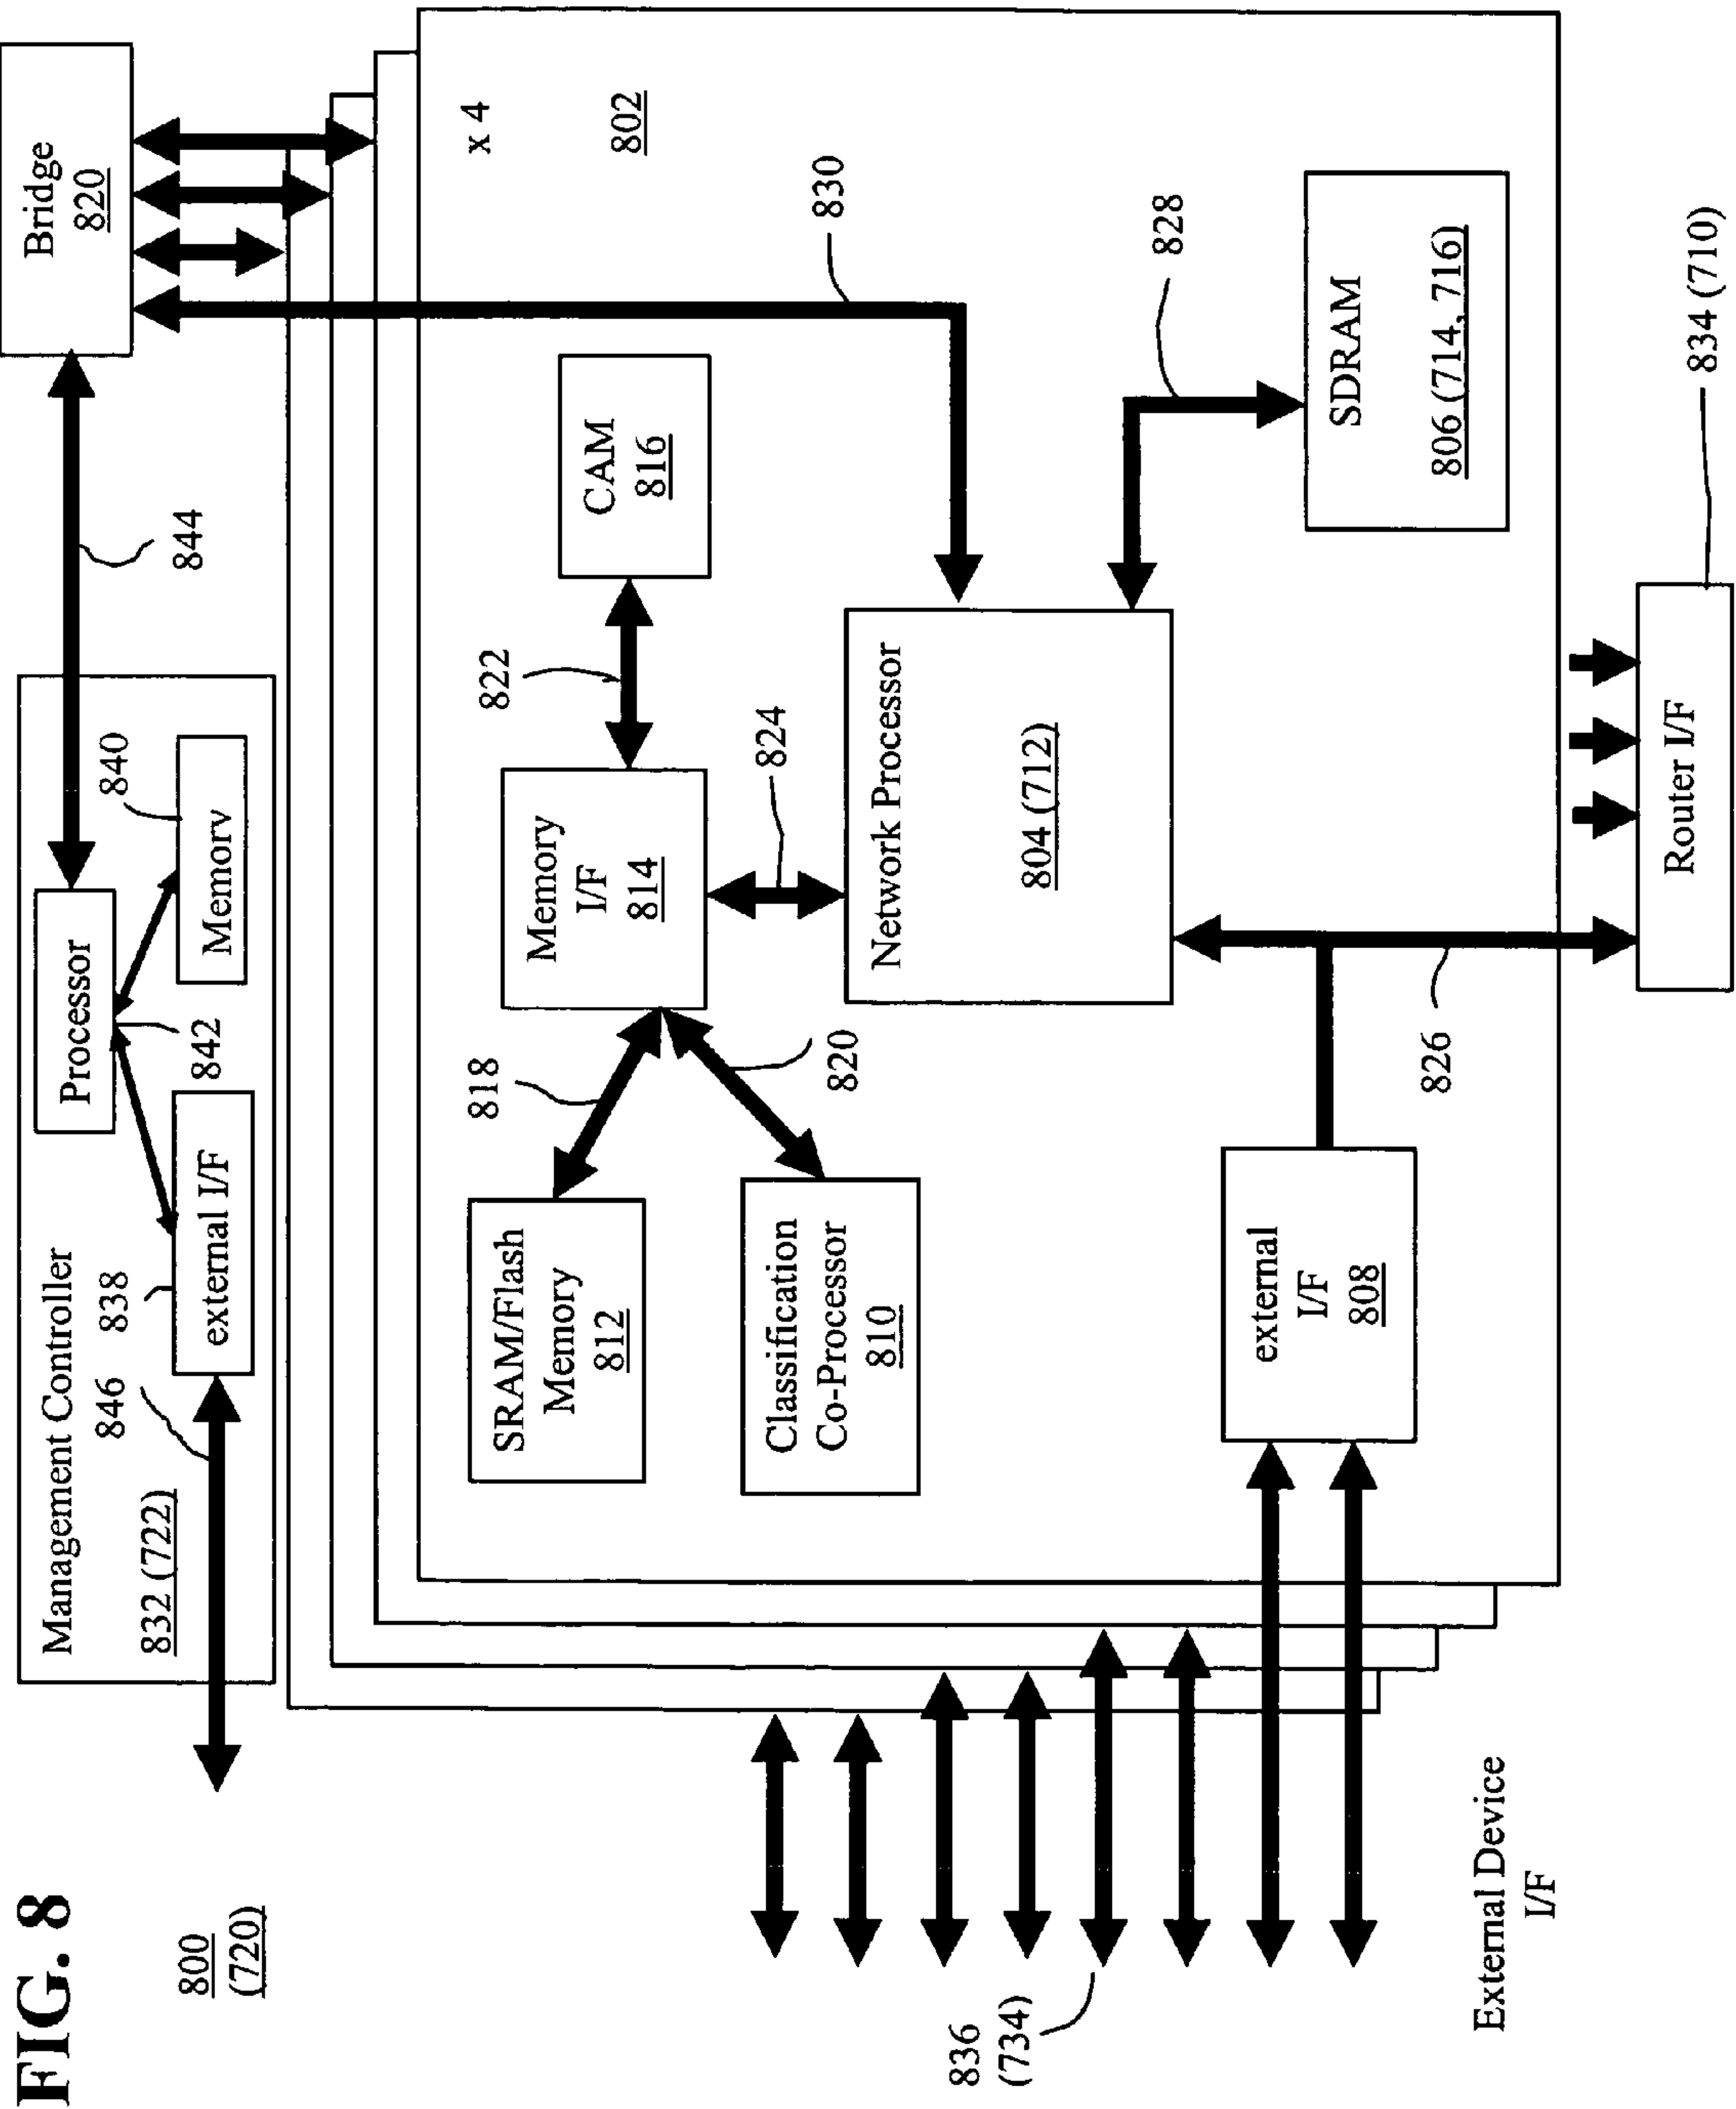 FIG. 8
800
(720)
Management Controller
832 (722)
846
838
external I/F
Processor
842
840
Memory
844
Bridge
820
x 4
802
SRAM/Flash
Memory
812
Classification
Co-Processor
810
818
820
Memory
I/F
814
822
CAM
816
824
830
Network Processor
804 (712)
828
SDRAM
806 (714, 716)
external
I/F
808
826
836
(734)
External Device
I/F
Router I/F
834 (710)